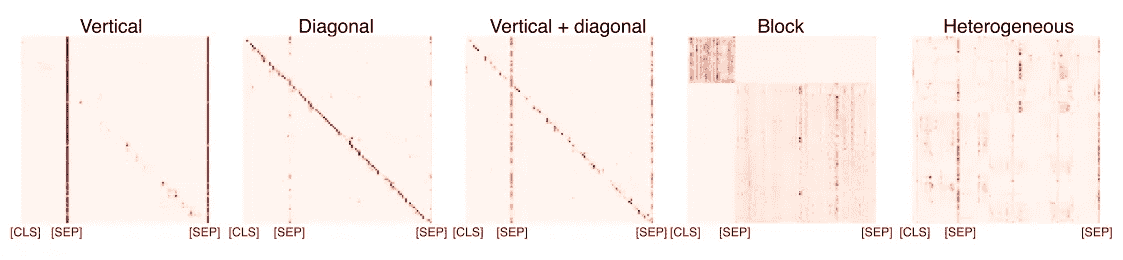 Vertical Diagonal Vertical + diagonal Block Heterogeneous
[CLS] [SEP] [SEP] [CLS] [SEP] [SEP] [CLS] [SEP] [SEP] [CLS] [SEP] [SEP] [CLS] [SEP] [SEP]